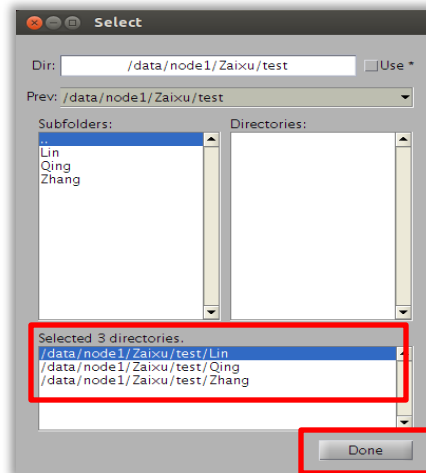 Select
Dir: /data/node1/Zaixu/test Use *
Prev: /data/node1/Zaixu/test
Subfolders: Directories:
..
Lin
Qing
Zhang
Selected 3 directories.
/data/node1/Zaixu/test/Lin
/data/node1/Zaixu/test/Qing
/data/node1/Zaixu/test/Zhang
Done